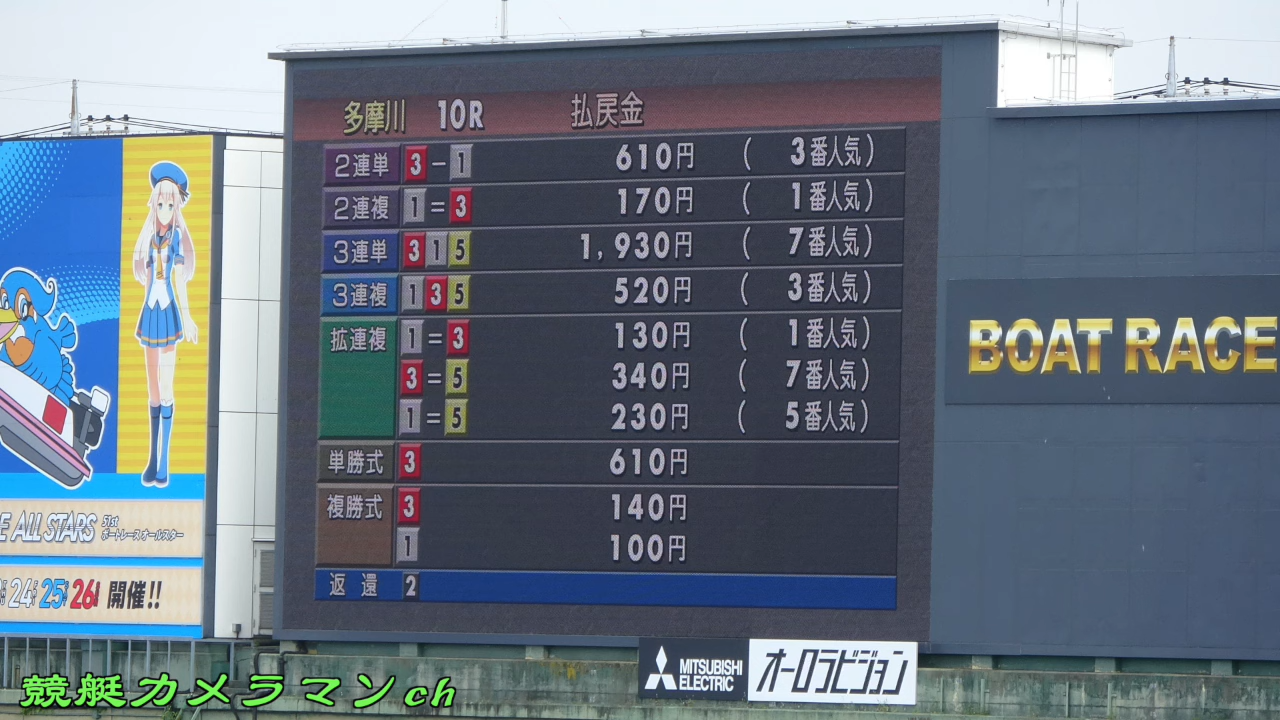 多摩川 10R 払戻金
2連単 3-1 610円 (3番人気)
2連複 1=3 170円 (1番人気)
3連単 315 1,930円 (7番人気)
3連複 135 520円 (3番人気)
拡連複 1=3 130円 (1番人気)
3=5 340円 (7番人気)
1=5 230円 (5番人気)
単勝式 3 610円
複勝式 3 140円
1 100円
返還 2
BOAT RACE
E ALL STARS 51st ボートレースオールスター
24 25 26 開催!!
MITSUBISHI ELECTRIC
オーロラビジョン
競艇カメラマンch